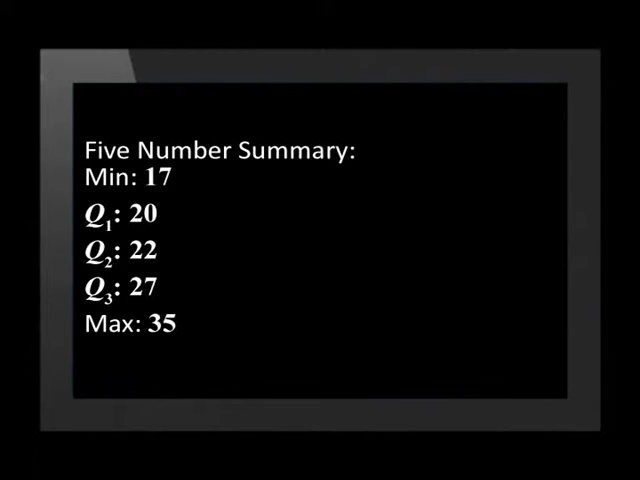 Five Number Summary:
Min: 17
Q₁: 20
Q₂: 22
Q₃: 27
Max: 35